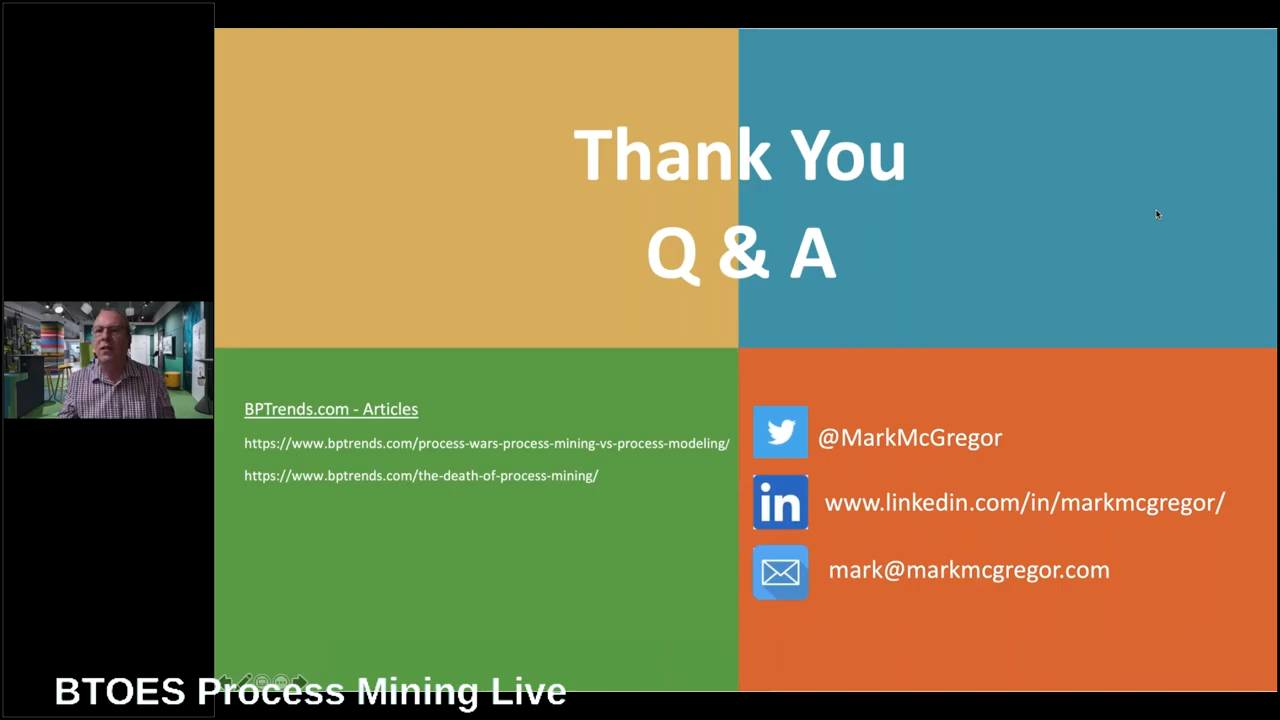 Thank You
Q & A
BPTrends.com - Articles
https://www.bptrends.com/process-wars-process-mining-vs-process-modeling/
https://www.bptrends.com/the-death-of-process-mining/
@MarkMcGregor
in www.linkedin.com/in/markmcgregor/
mark@markmcgregor.com
BTOES Process Mining Live